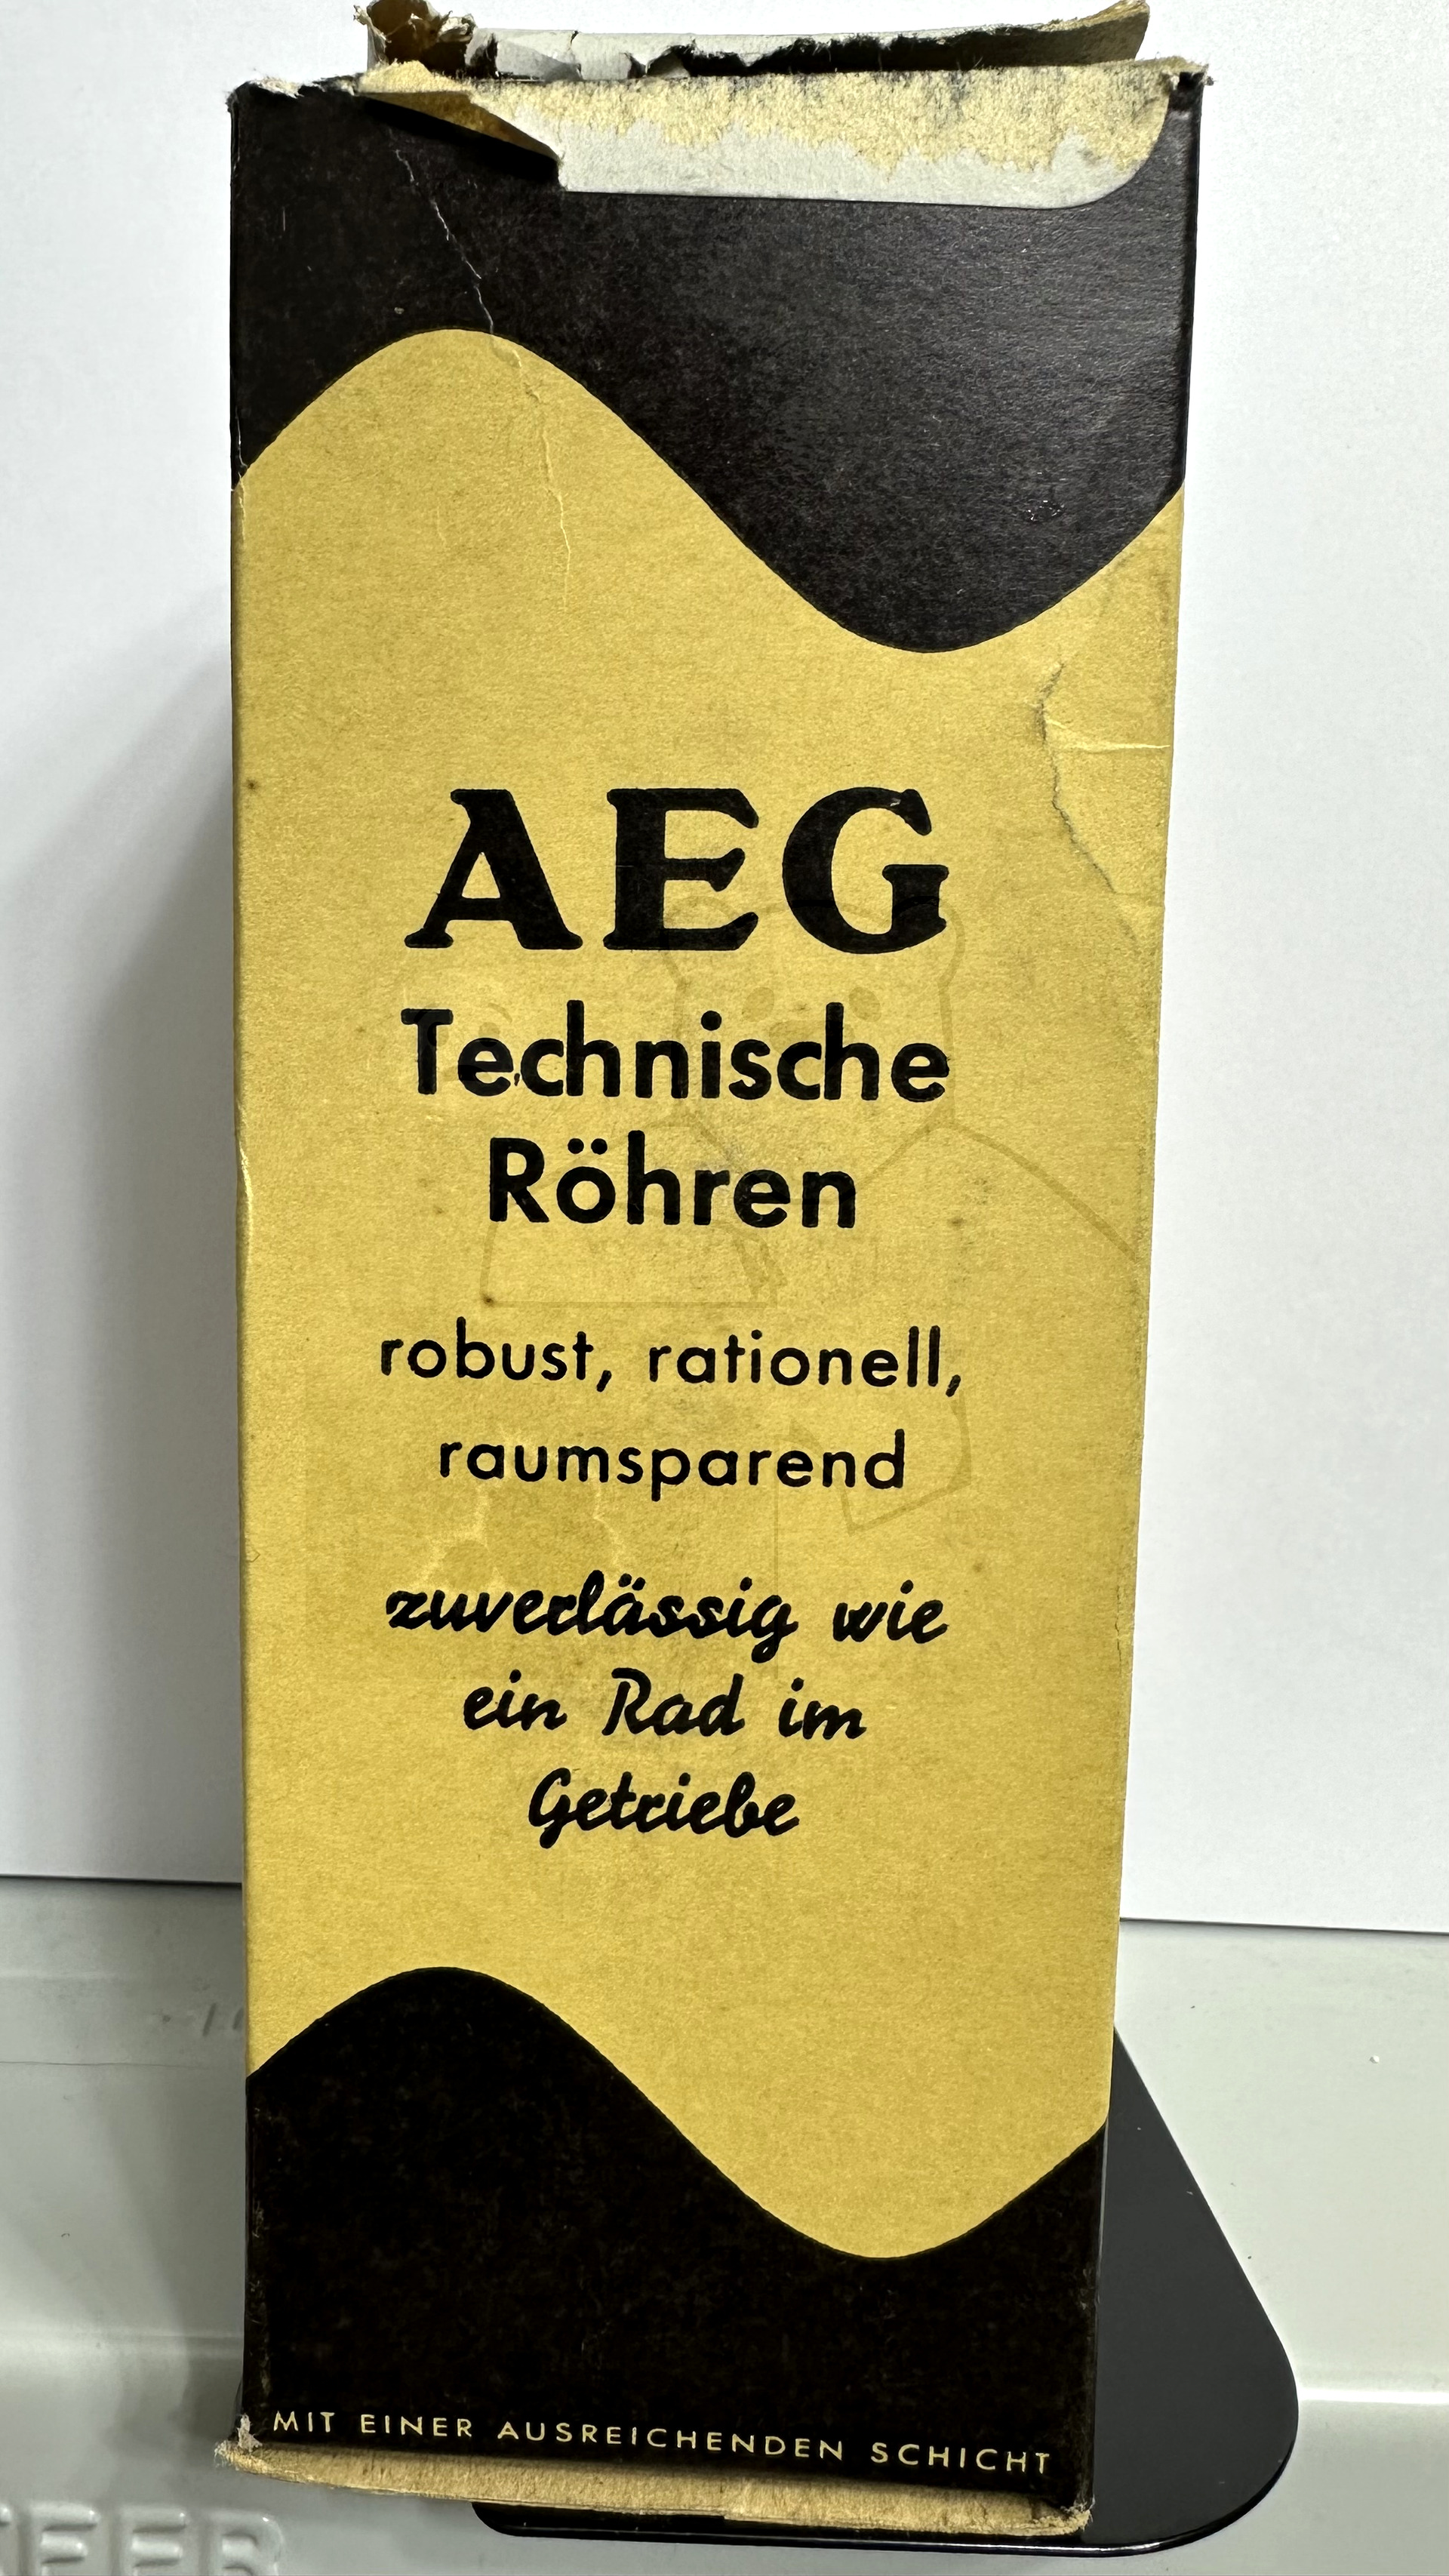 AEG
Technische
Röhren
robust, rationell,
raumsparend
zuverlässig wie
ein Rad im
Getriebe
MIT EINER AUSREICHENDEN SCHICHT